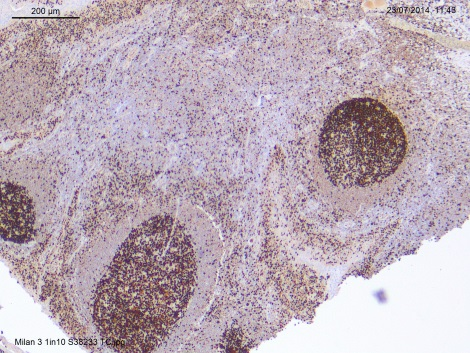 200 µm
23/07/2014, 11:48
Milan 3 1in10 S38233 1C.jpg